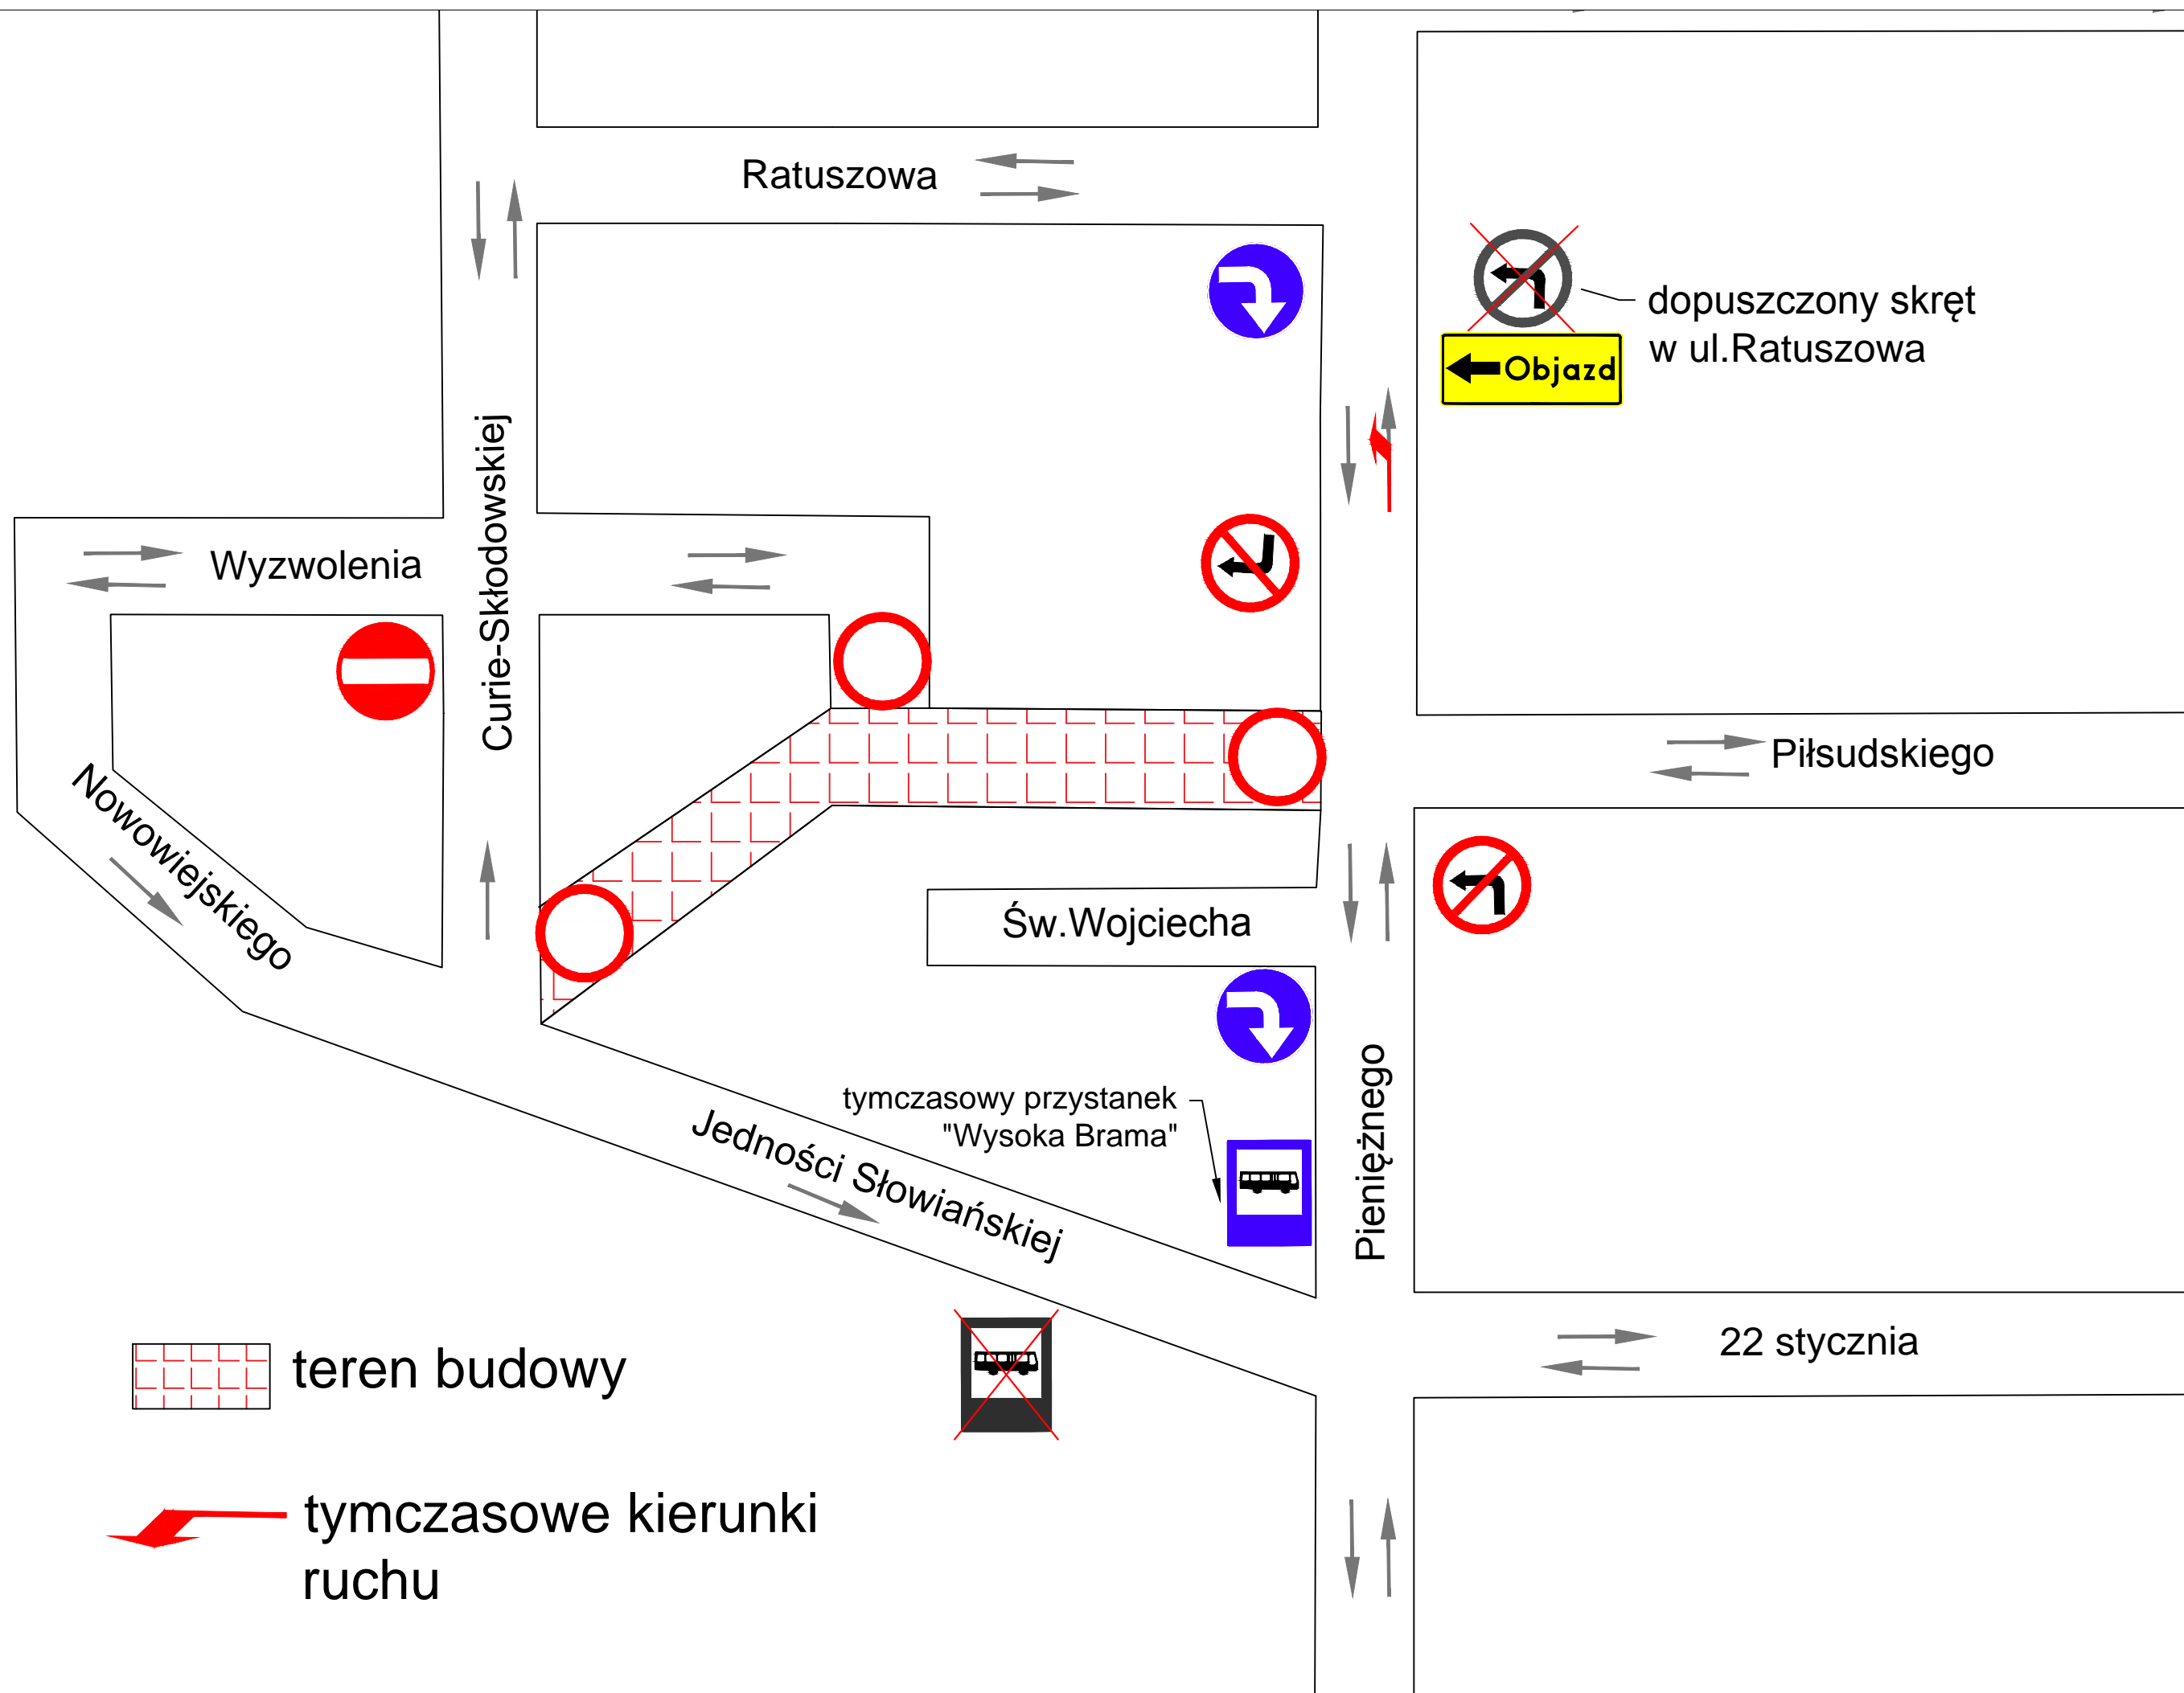 Ratuszowa
dopuszczony skręt
w ul.Ratuszowa
Objazd
Curie-Skłodowskiej
Wyzwolenia
Piłsudskiego
Nowowiejskiego
Św.Wojciecha
Pieniężnego
tymczasowy przystanek
"Wysoka Brama"
Jedności Słowiańskiej
22 stycznia
teren budowy
tymczasowe kierunki
ruchu